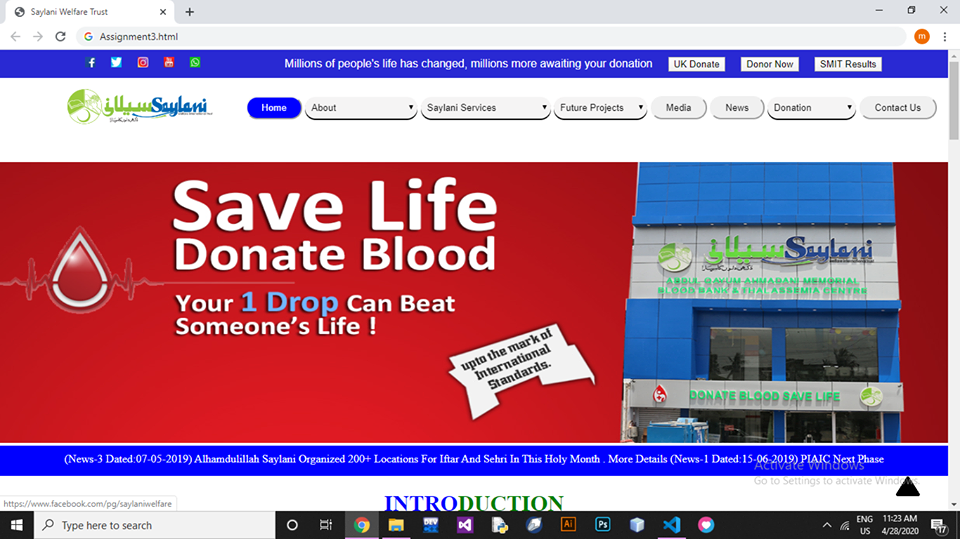 Saylani Welfare Trust
Assignment3.html
m
Millions of people's life has changed, millions more awaiting your donation
UK Donate
Donor Now
SMIT Results
سیلانی Saylani
Home
About
Saylani Services
Future Projects
Media
News
Donation
Contact Us
Save Life
Donate Blood
Your 1 Drop Can Beat
Someone's Life !
upto the mark of
International
Standards.
سیلانی Saylani
ABDUL QAYUM AHMADANI MEMORIAL
BLOOD BANK & THALASSEMIA CENTRE
DONATE BLOOD SAVE LIFE
(News-3 Dated:07-05-2019) Alhamdulillah Saylani Organized 200+ Locations For Iftar And Sehri In This Holy Month . More Details (News-1 Dated:15-06-2019) PIAIC Next Phase
Activate Windows
Go to Settings to activate Windows.
INTRODUCTION
https://www.facebook.com/pg/saylaniwelfare
Type here to search
DEV
Ai
Ps
ENG
US
11:23 AM
4/28/2020
17